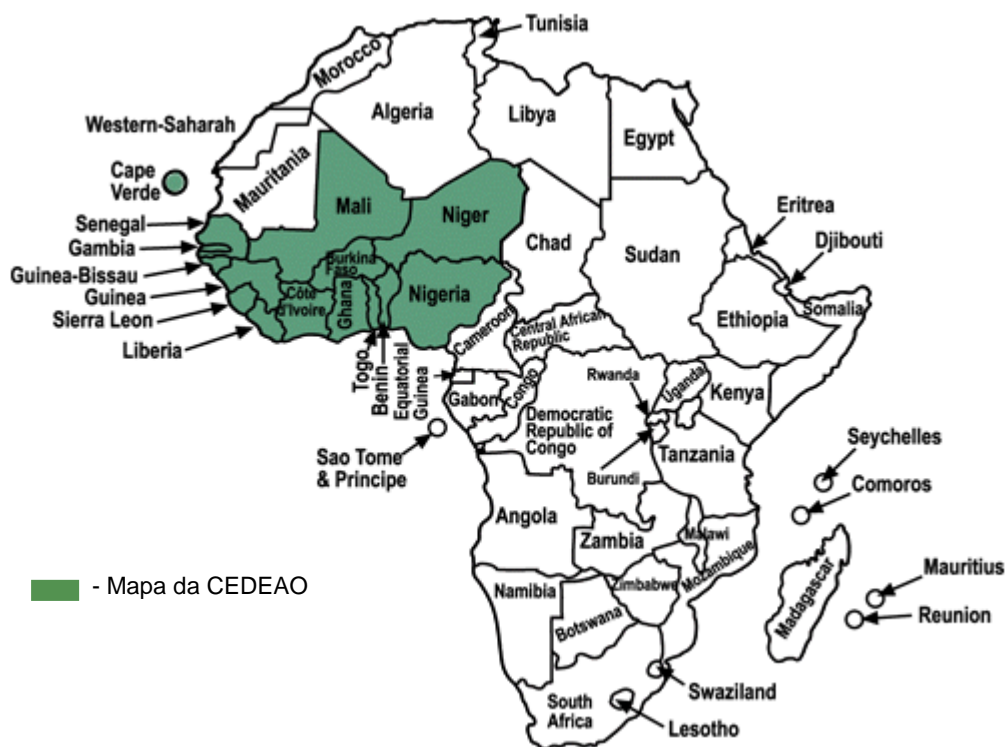 Tunisia
Morocco
Algeria
Libya
Egypt
Western-Saharah
Cape
Verde
Mauritania
Mali
Niger
Chad
Sudan
Eritrea
Djibouti
Senegal
Gambia
Guinea-Bissau
Guinea
Sierra Leon
Liberia
Burkina
Faso
Côte
d'Ivoire
Ghana
Nigeria
Togo
Benin
Equatorial
Guinea
Cameroon
Central African
Republic
Ethiopia
Somalia
Gabon
Congo
Democratic
Republic of
Congo
Rwanda
Uganda
Kenya
Burundi
Tanzania
Sao Tome
& Principe
Seychelles
Comoros
Angola
Zambia
Malawi
Mozambique
Madagascar
Mauritius
Reunion
Namibia
Zimbabwe
Botswana
Swaziland
South
Africa
Lesotho
- Mapa da CEDEAO